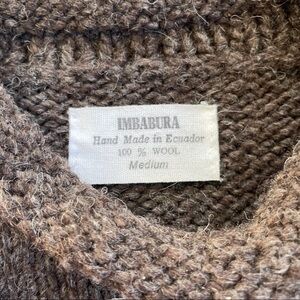 IMBABURA
Hand Made in Ecuador
100 % WOOL
Medium